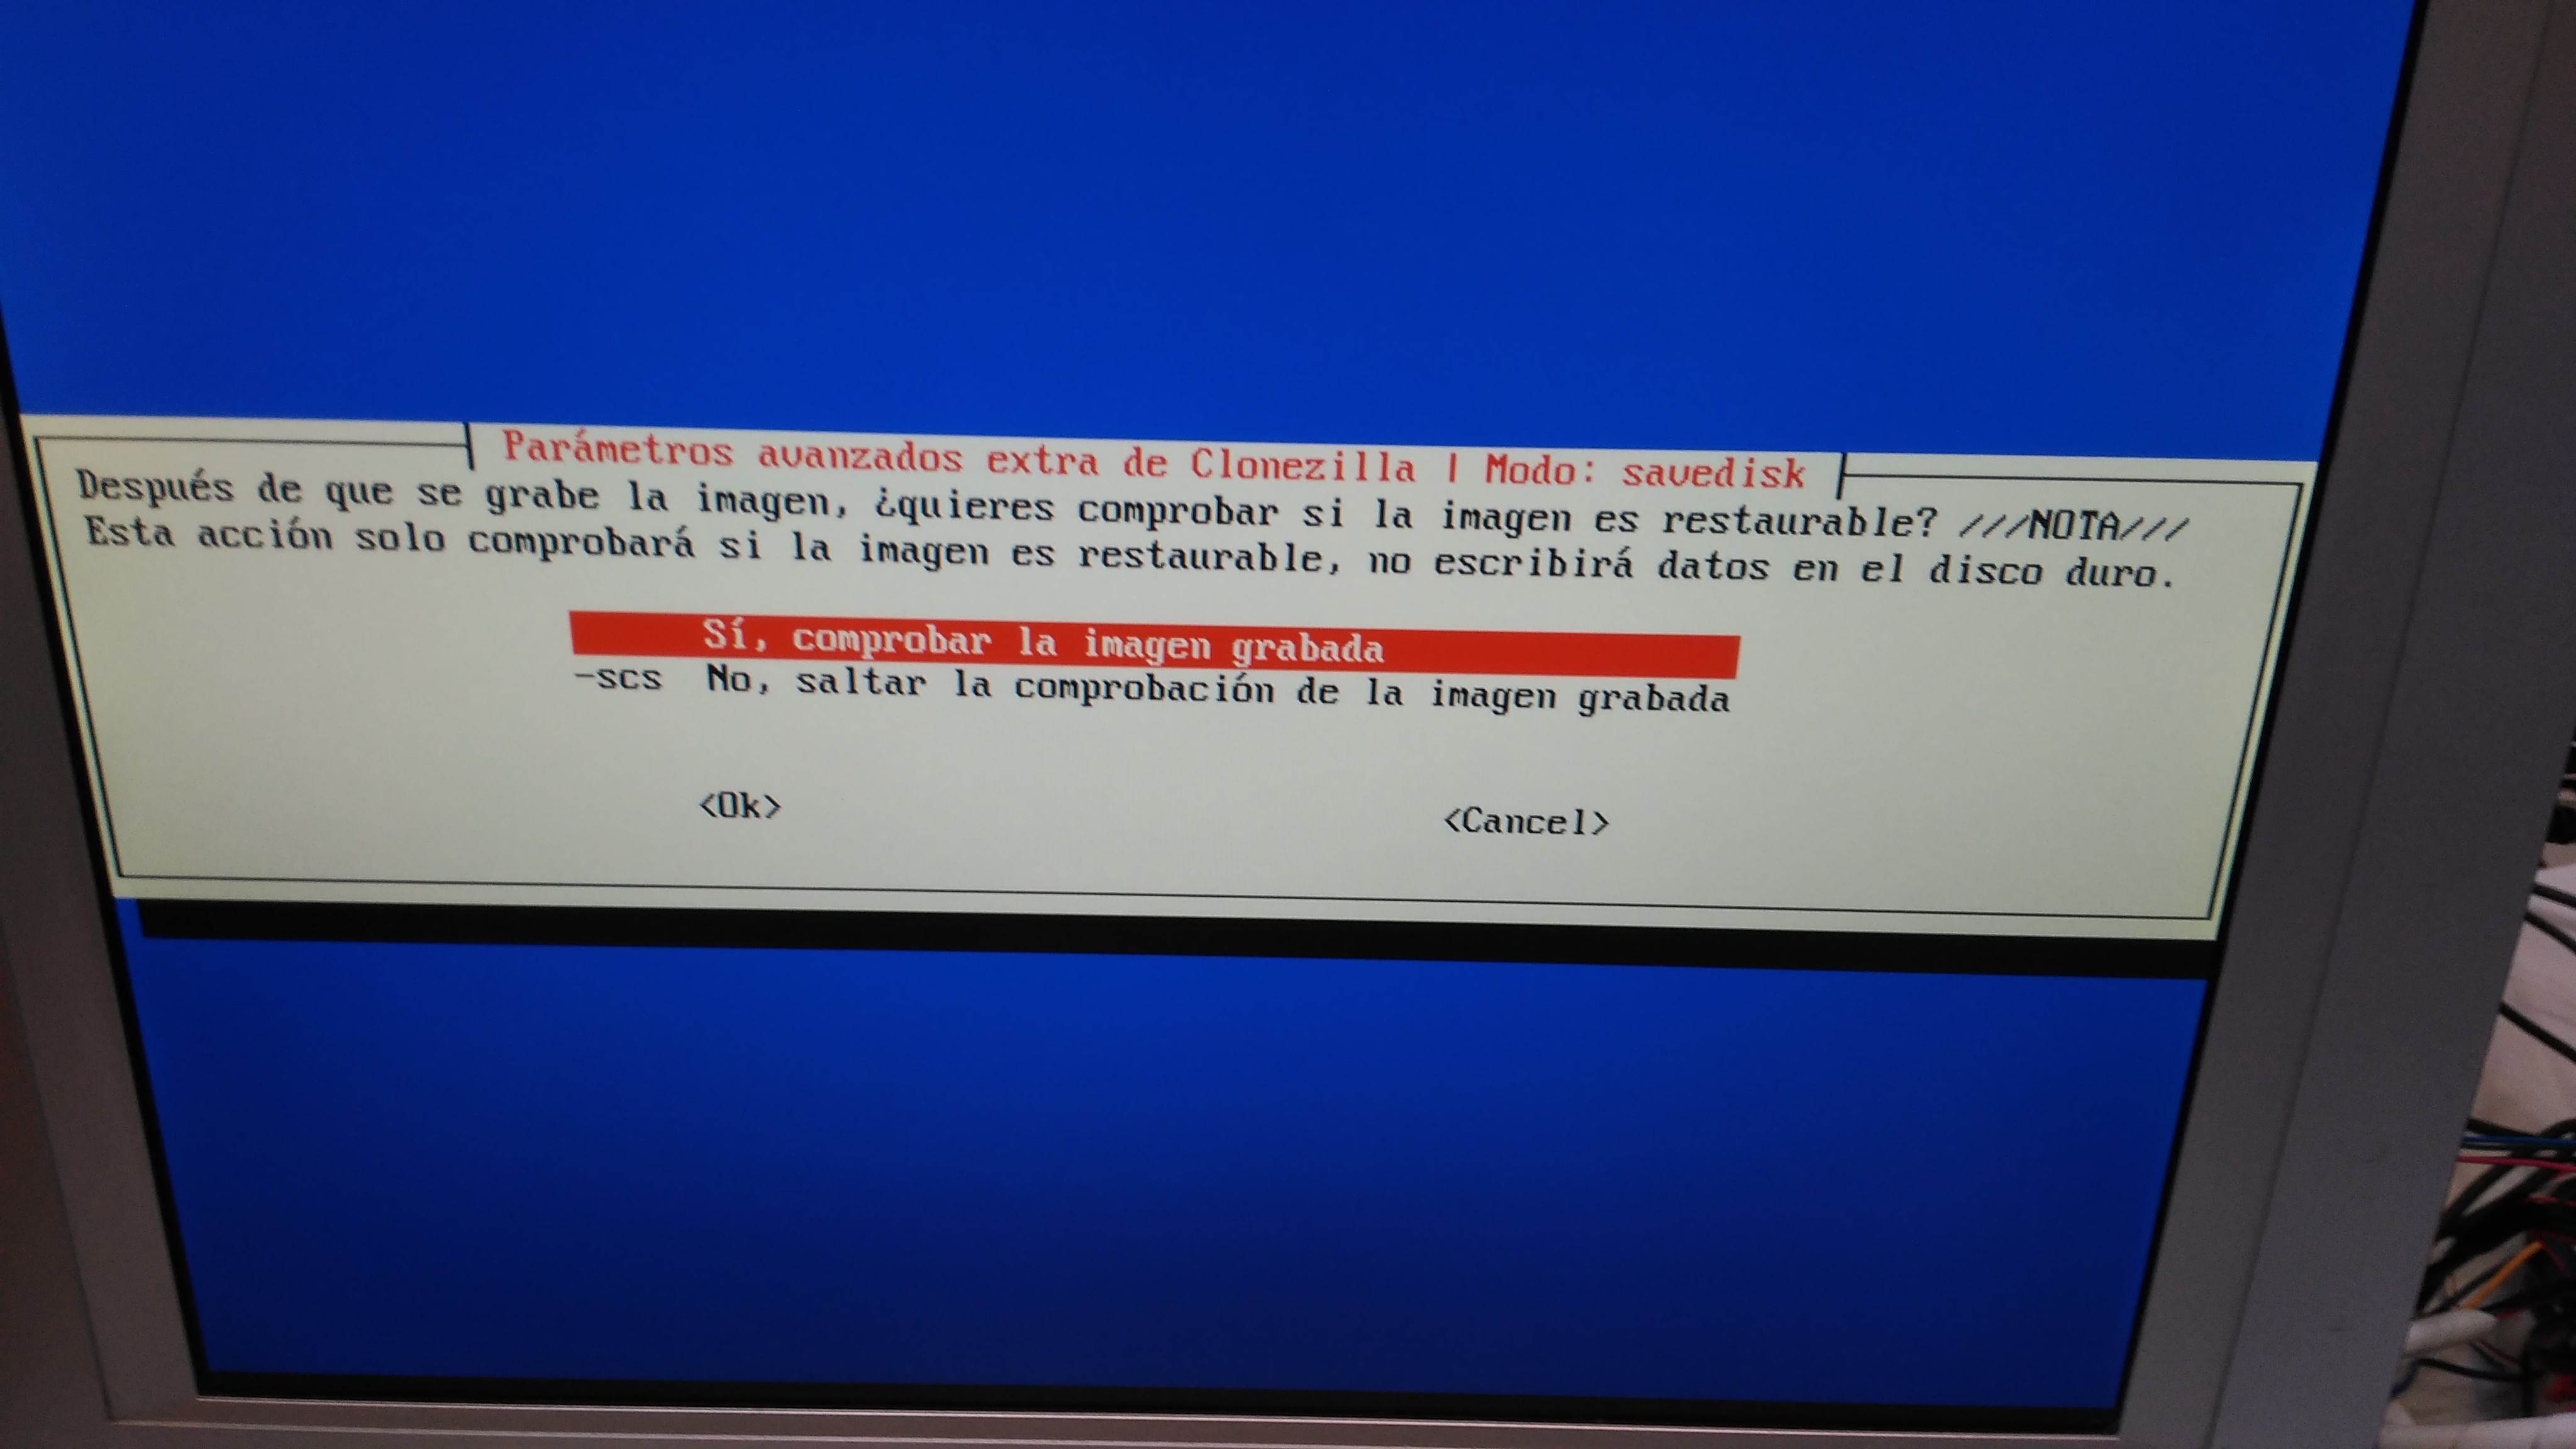 Parámetros avanzados extra de Clonezilla | Modo: savedisk
Después de que se grabe la imagen, ¿quieres comprobar si la imagen es restaurable? ///NOTA///
Esta acción solo comprobará si la imagen es restaurable, no escribirá datos en el disco duro.
Sí, comprobar la imagen grabada
-scs No, saltar la comprobación de la imagen grabada
<Ok> <Cancel>